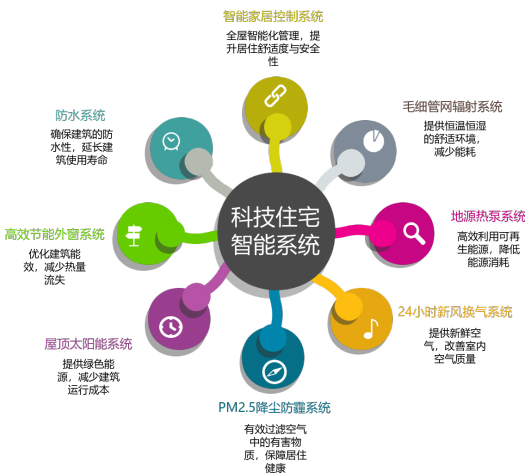 智能家居控制系统
全屋智能化管理，提
升居住舒适度与安全
性
毛细管网辐射系统
提供恒温恒湿
的舒适环境，
减少能耗
地源热泵系统
高效利用可再
生能源，降低
能源消耗
24小时新风换气系统
提供新鲜空
气，改善室内
空气质量
PM2.5降尘防霾系统
有效过滤空气
中的有害物
质，保障居住
健康
屋顶太阳能系统
提供绿色能
源，减少建筑
运行成本
高效节能外窗系统
优化建筑能
效，减少热量
流失
防水系统
确保建筑的防
水性，延长建
筑使用寿命
科技住宅
智能系统